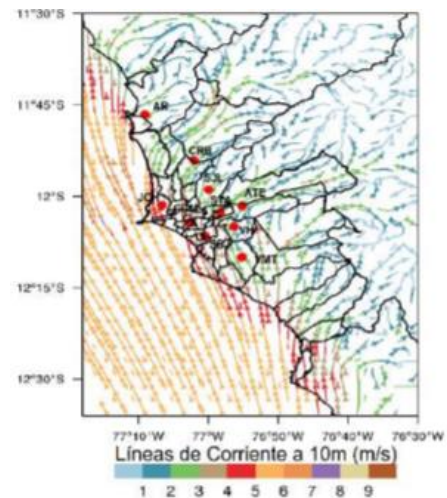 11°30'S
11°45'S
12°S
12°15'S
12°30'S
AR
CRB
SJL
ATE
VMT
77°10'W 77°W 76°50'W 76°40'W 76°30'W
Líneas de Corriente a 10m (m/s)
1 2 3 4 5 6 7 8 9